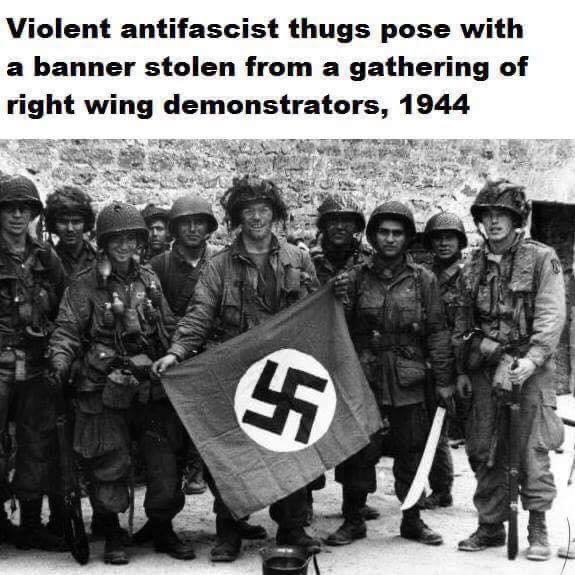 Violent antifascist thugs pose with
a banner stolen from a gathering of
right wing demonstrators, 1944